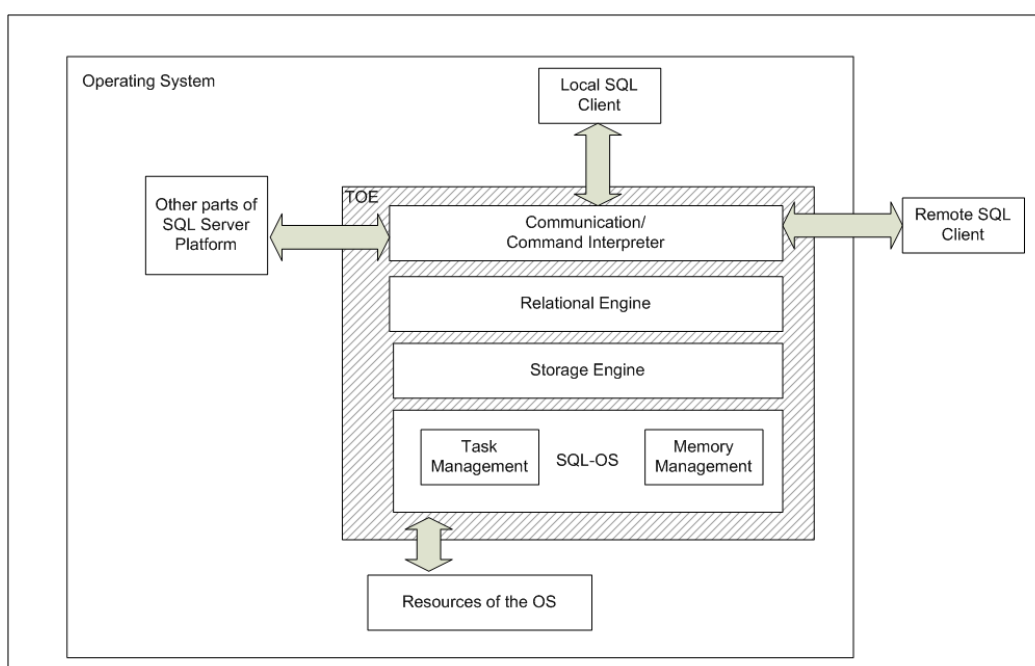 Operating System
Local SQL
Client
TOE
Other parts of
SQL Server
Platform
Communication/
Command Interpreter
Remote SQL
Client
Relational Engine
Storage Engine
Task
Management
SQL-OS
Memory
Management
Resources of the OS